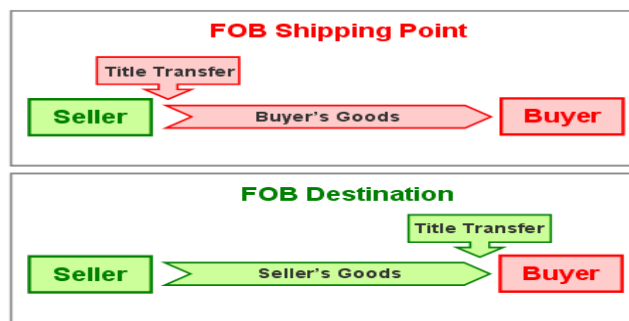 FOB Shipping Point
Title Transfer
Seller
Buyer's Goods
Buyer
FOB Destination
Title Transfer
Seller
Seller's Goods
Buyer